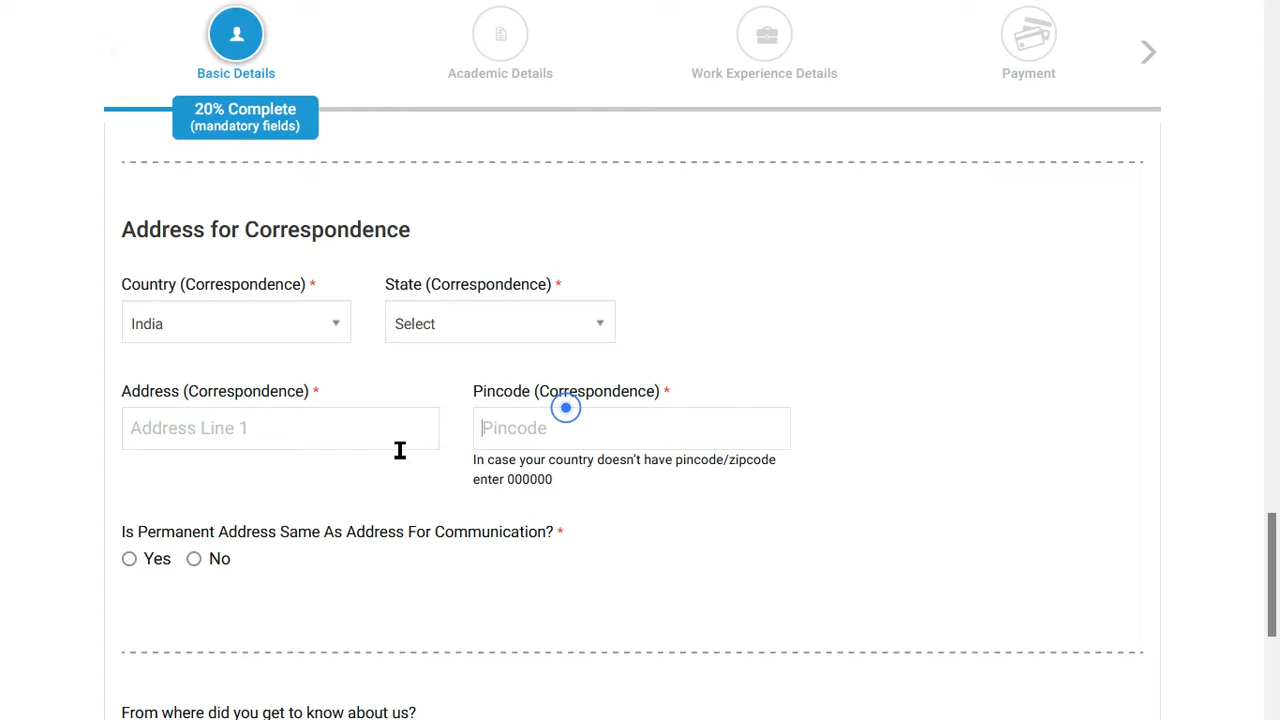 Basic Details
Academic Details
Work Experience Details
Payment
20% Complete
(mandatory fields)
Address for Correspondence
Country (Correspondence) *
State (Correspondence) *
India
Select
Address (Correspondence) *
Pincode (Correspondence) *
Address Line 1
Pincode
In case your country doesn't have pincode/zipcode
enter 000000
Is Permanent Address Same As Address For Communication? *
Yes
No
From where did you get to know about us?